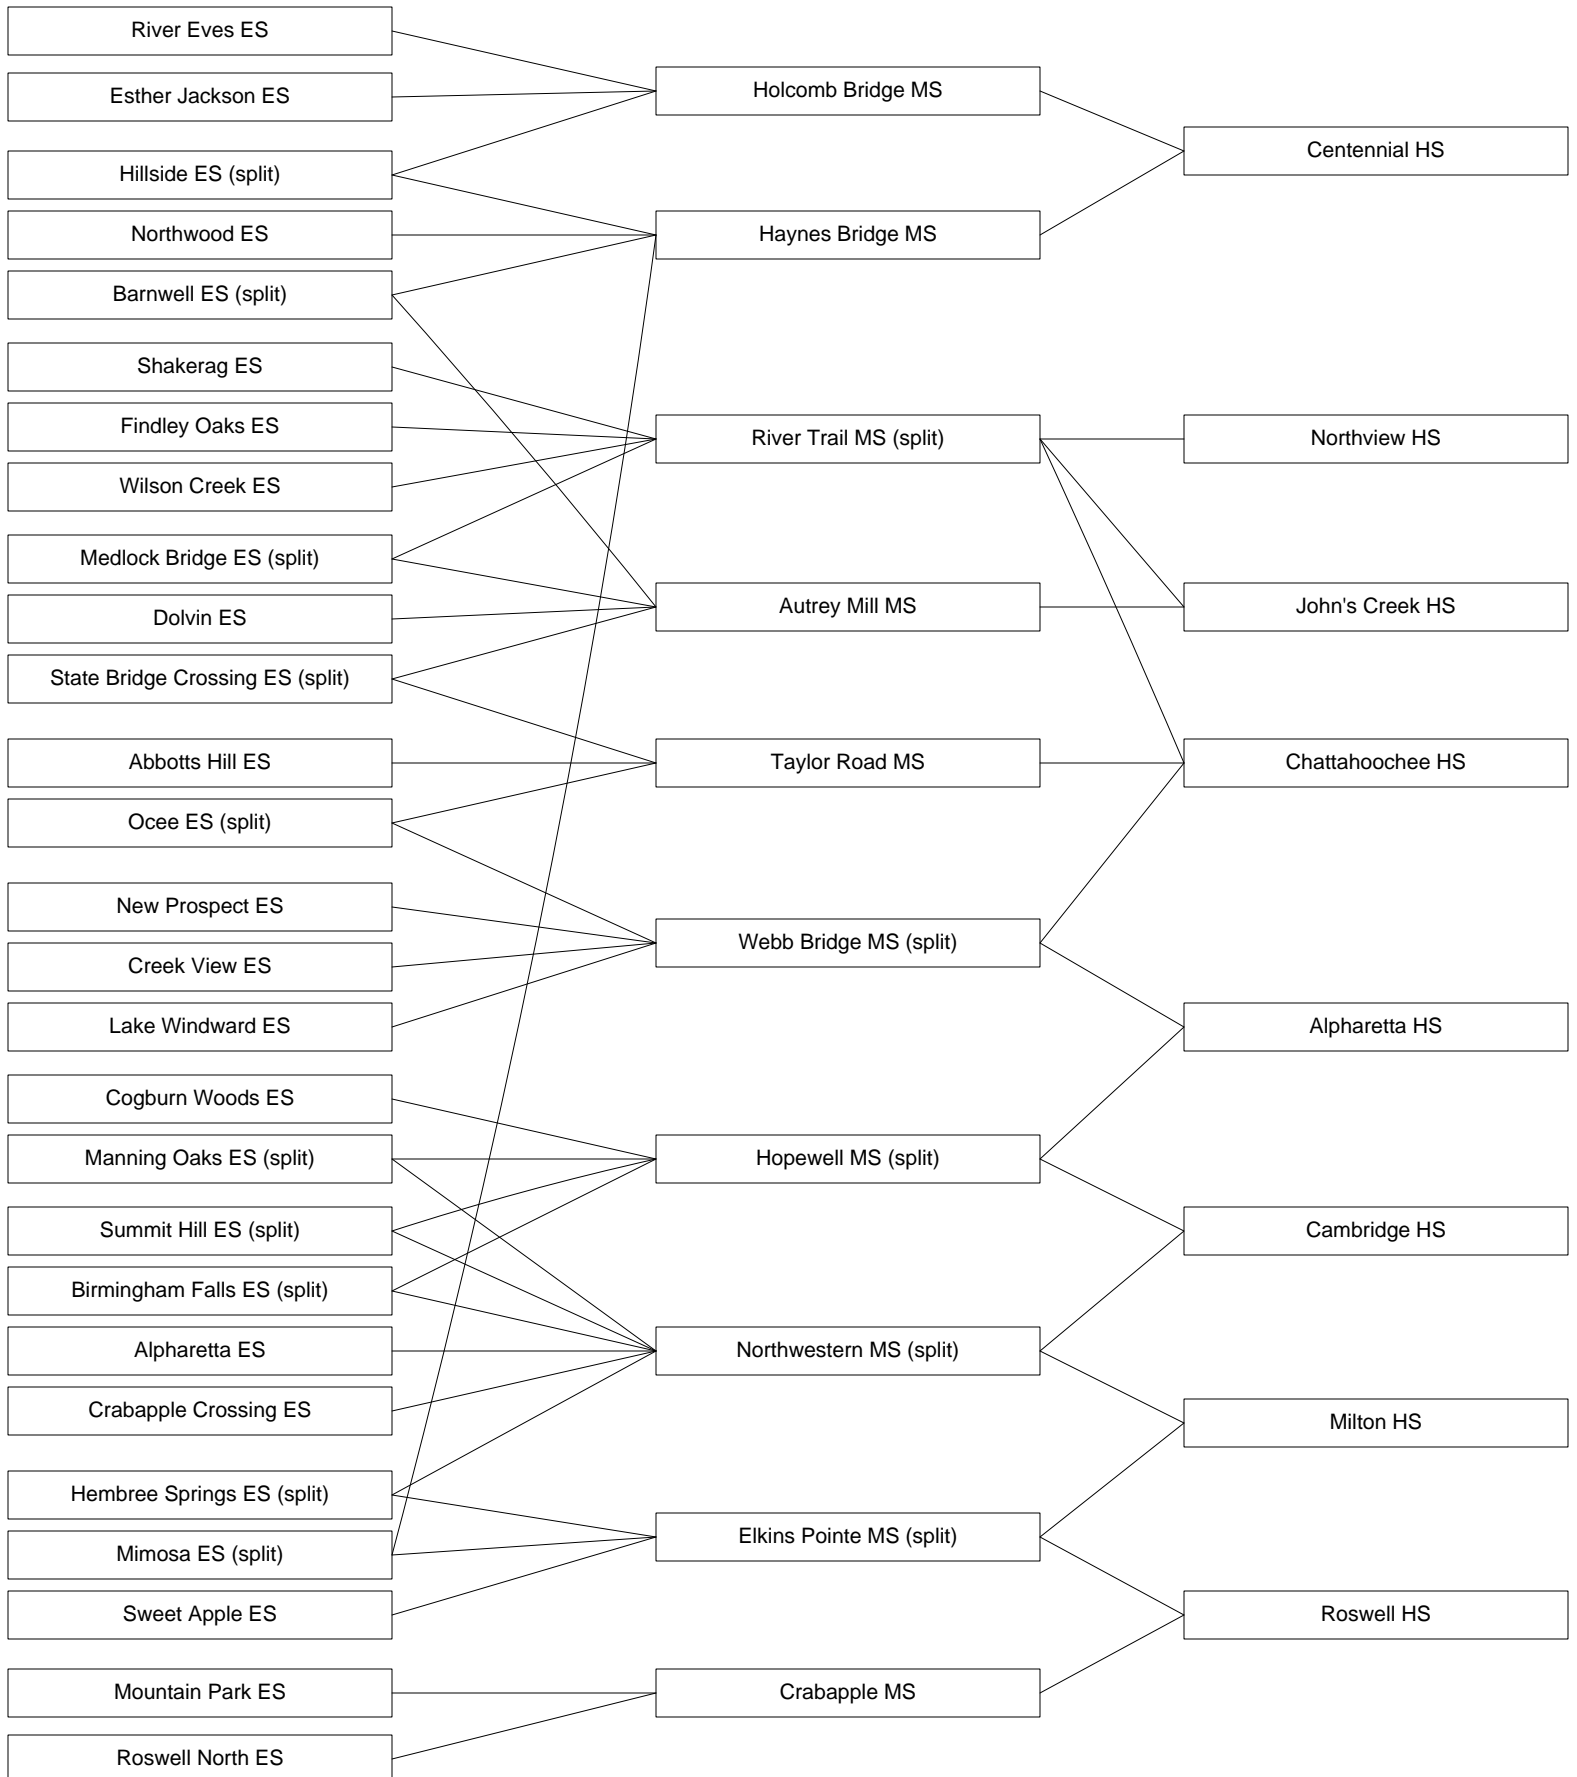 River Eves ES
Esther Jackson ES
Hillside ES (split)
Northwood ES
Barnwell ES (split)
Shakerag ES
Findley Oaks ES
Wilson Creek ES
Medlock Bridge ES (split)
Dolvin ES
State Bridge Crossing ES (split)
Abbotts Hill ES
Ocee ES (split)
New Prospect ES
Creek View ES
Lake Windward ES
Cogburn Woods ES
Manning Oaks ES (split)
Summit Hill ES (split)
Birmingham Falls ES (split)
Alpharetta ES
Crabapple Crossing ES
Hembree Springs ES (split)
Mimosa ES (split)
Sweet Apple ES
Mountain Park ES
Roswell North ES
Holcomb Bridge MS
Haynes Bridge MS
River Trail MS (split)
Autrey Mill MS
Taylor Road MS
Webb Bridge MS (split)
Hopewell MS (split)
Northwestern MS (split)
Elkins Pointe MS (split)
Crabapple MS
Centennial HS
Northview HS
John's Creek HS
Chattahoochee HS
Alpharetta HS
Cambridge HS
Milton HS
Roswell HS